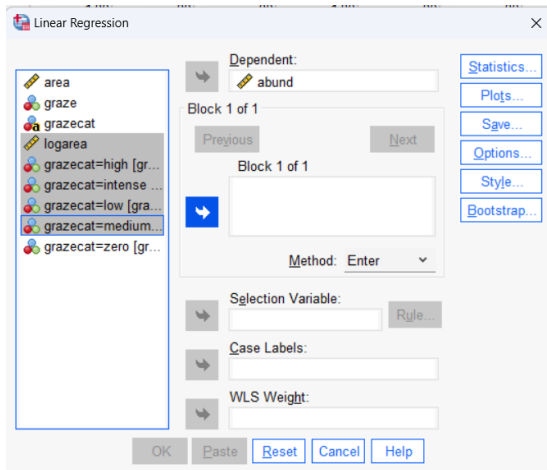 Linear Regression
Dependent:
abund
Statistics...
Plots...
Save...
Options...
Style...
Bootstrap...
area
graze
grazecat
logarea
grazecat=high [gr...
grazecat=intense ...
grazecat=low [gra...
grazecat=medium...
grazecat=zero [gr...
Block 1 of 1
Previous
Next
Block 1 of 1
Method: Enter
Selection Variable:
Rule...
Case Labels:
WLS Weight:
OK Paste Reset Cancel Help